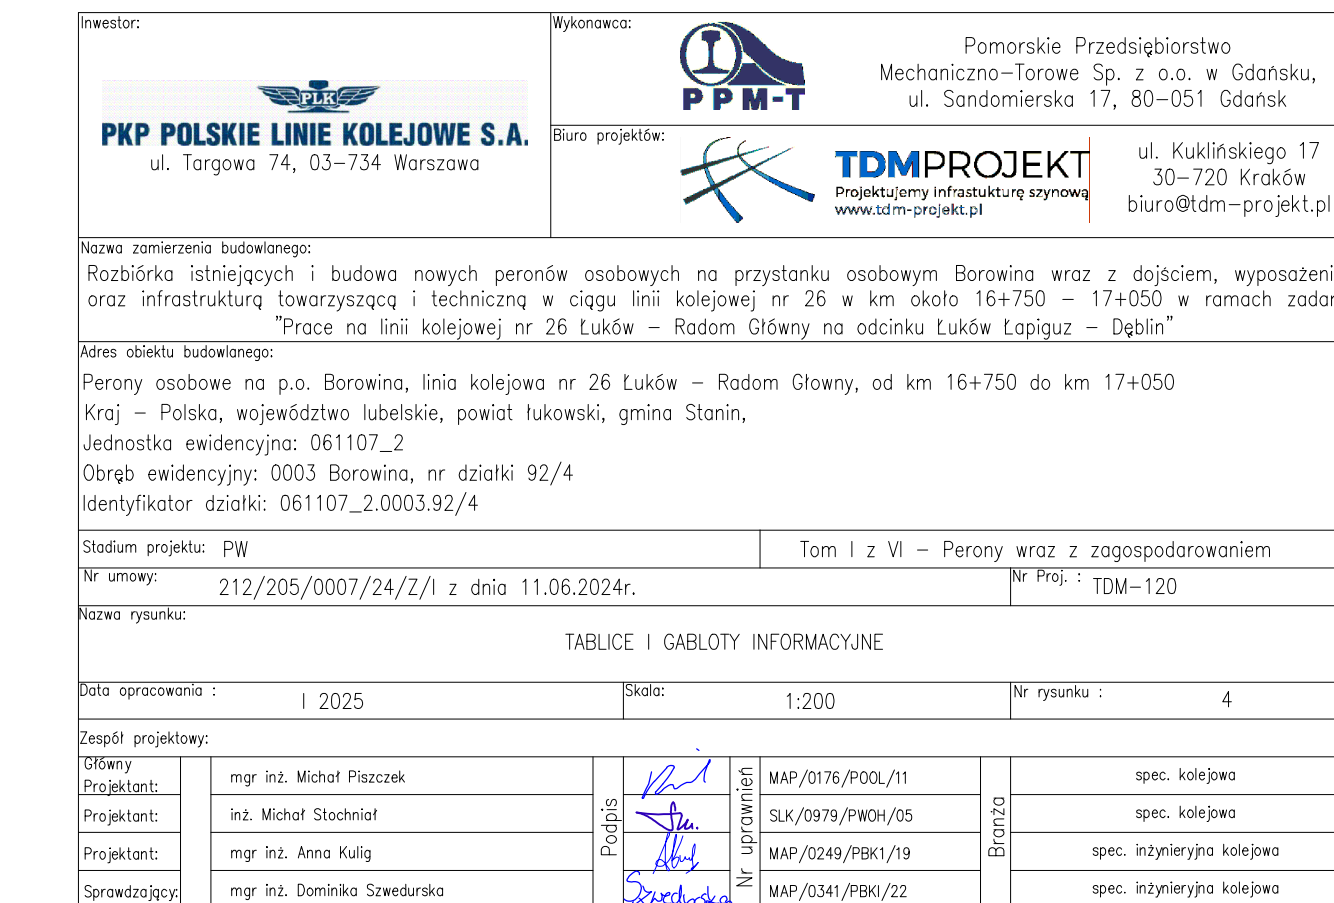 Inwestor:
PLK
PKP POLSKIE LINIE KOLEJOWE S.A.
ul. Targowa 74, 03-734 Warszawa
Wykonawca:
PPM-T
Pomorskie Przedsiębiorstwo
Mechaniczno-Torowe Sp. z o.o. w Gdańsku,
ul. Sandomierska 17, 80-051 Gdańsk
Biuro projektów:
TDMPROJEKT
Projektujemy infrastukturę szynową
www.tdm-projekt.pl
ul. Kuklińskiego 17
30-720 Kraków
biuro@tdm-projekt.pl
Nazwa zamierzenia budowlanego:
Rozbiórka istniejących i budowa nowych peronów osobowych na przystanku osobowym Borowina wraz z dojściem, wyposażeni
oraz infrastrukturą towarzyszącą i techniczną w ciągu linii kolejowej nr 26 w km około 16+750 - 17+050 w ramach zadar
"Prace na linii kolejowej nr 26 Łuków - Radom Główny na odcinku Łuków Łapiguz - Dęblin"
Adres obiektu budowlanego:
Perony osobowe na p.o. Borowina, linia kolejowa nr 26 Łuków - Radom Głowny, od km 16+750 do km 17+050
Kraj - Polska, województwo lubelskie, powiat łukowski, gmina Stanin,
Jednostka ewidencyjna: 061107_2
Obręb ewidencyjny: 0003 Borowina, nr działki 92/4
Identyfikator działki: 061107_2.0003.92/4
Stadium projektu: PW
Tom I z VI - Perony wraz z zagospodarowaniem
Nr umowy: 212/205/0007/24/Z/I z dnia 11.06.2024r.
Nr Proj. : TDM-120
Nazwa rysunku:
TABLICE I GABLOTY INFORMACYJNE
Data opracowania : I 2025
Skala: 1:200
Nr rysunku : 4
Zespół projektowy:
Główny
Projektant: mgr inż. Michał Piszczek MAP/0176/POOL/11 spec. kolejowa
Projektant: inż. Michał Stochniał SLK/0979/PWOH/05 spec. kolejowa
Projektant: mgr inż. Anna Kulig MAP/0249/PBK1/19 spec. inżynieryjna kolejowa
Sprawdzający: mgr inż. Dominika Szwedurska Szwedurska MAP/0341/PBKI/22 spec. inżynieryjna kolejowa
Podpis
Nr uprawnień
Branża